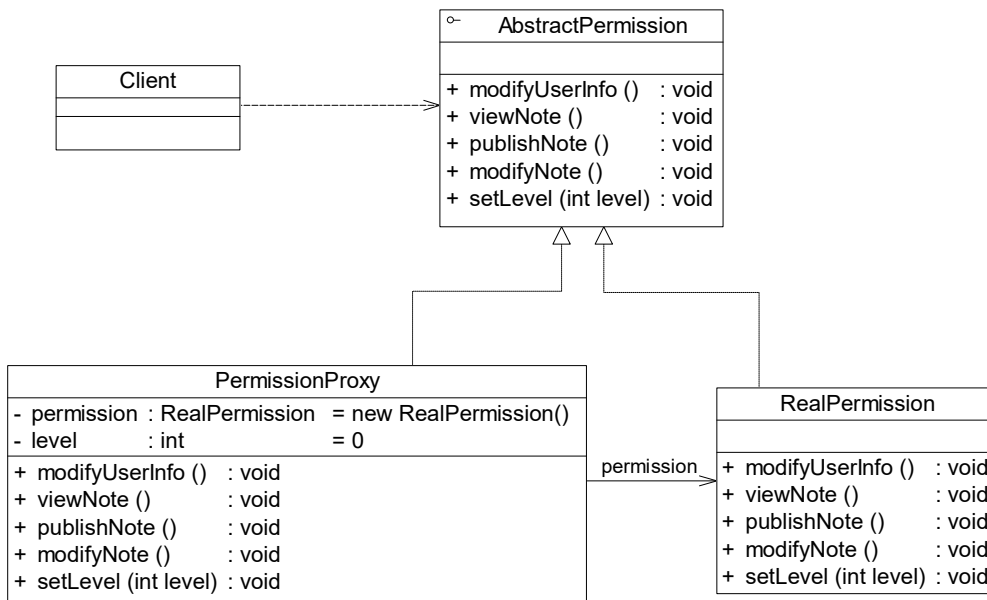 AbstractPermission
+ modifyUserInfo () : void
+ viewNote () : void
+ publishNote () : void
+ modifyNote () : void
+ setLevel (int level) : void
Client
PermissionProxy
- permission : RealPermission = new RealPermission()
- level : int = 0
+ modifyUserInfo () : void
+ viewNote () : void
+ publishNote () : void
+ modifyNote () : void
+ setLevel (int level) : void
permission
RealPermission
+ modifyUserInfo () : void
+ viewNote () : void
+ publishNote () : void
+ modifyNote () : void
+ setLevel (int level) : void